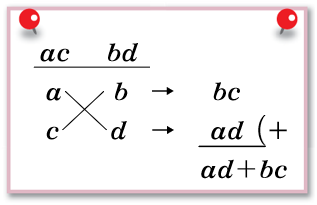 ac bd
a b → bc
c d → ad (+
ad+bc